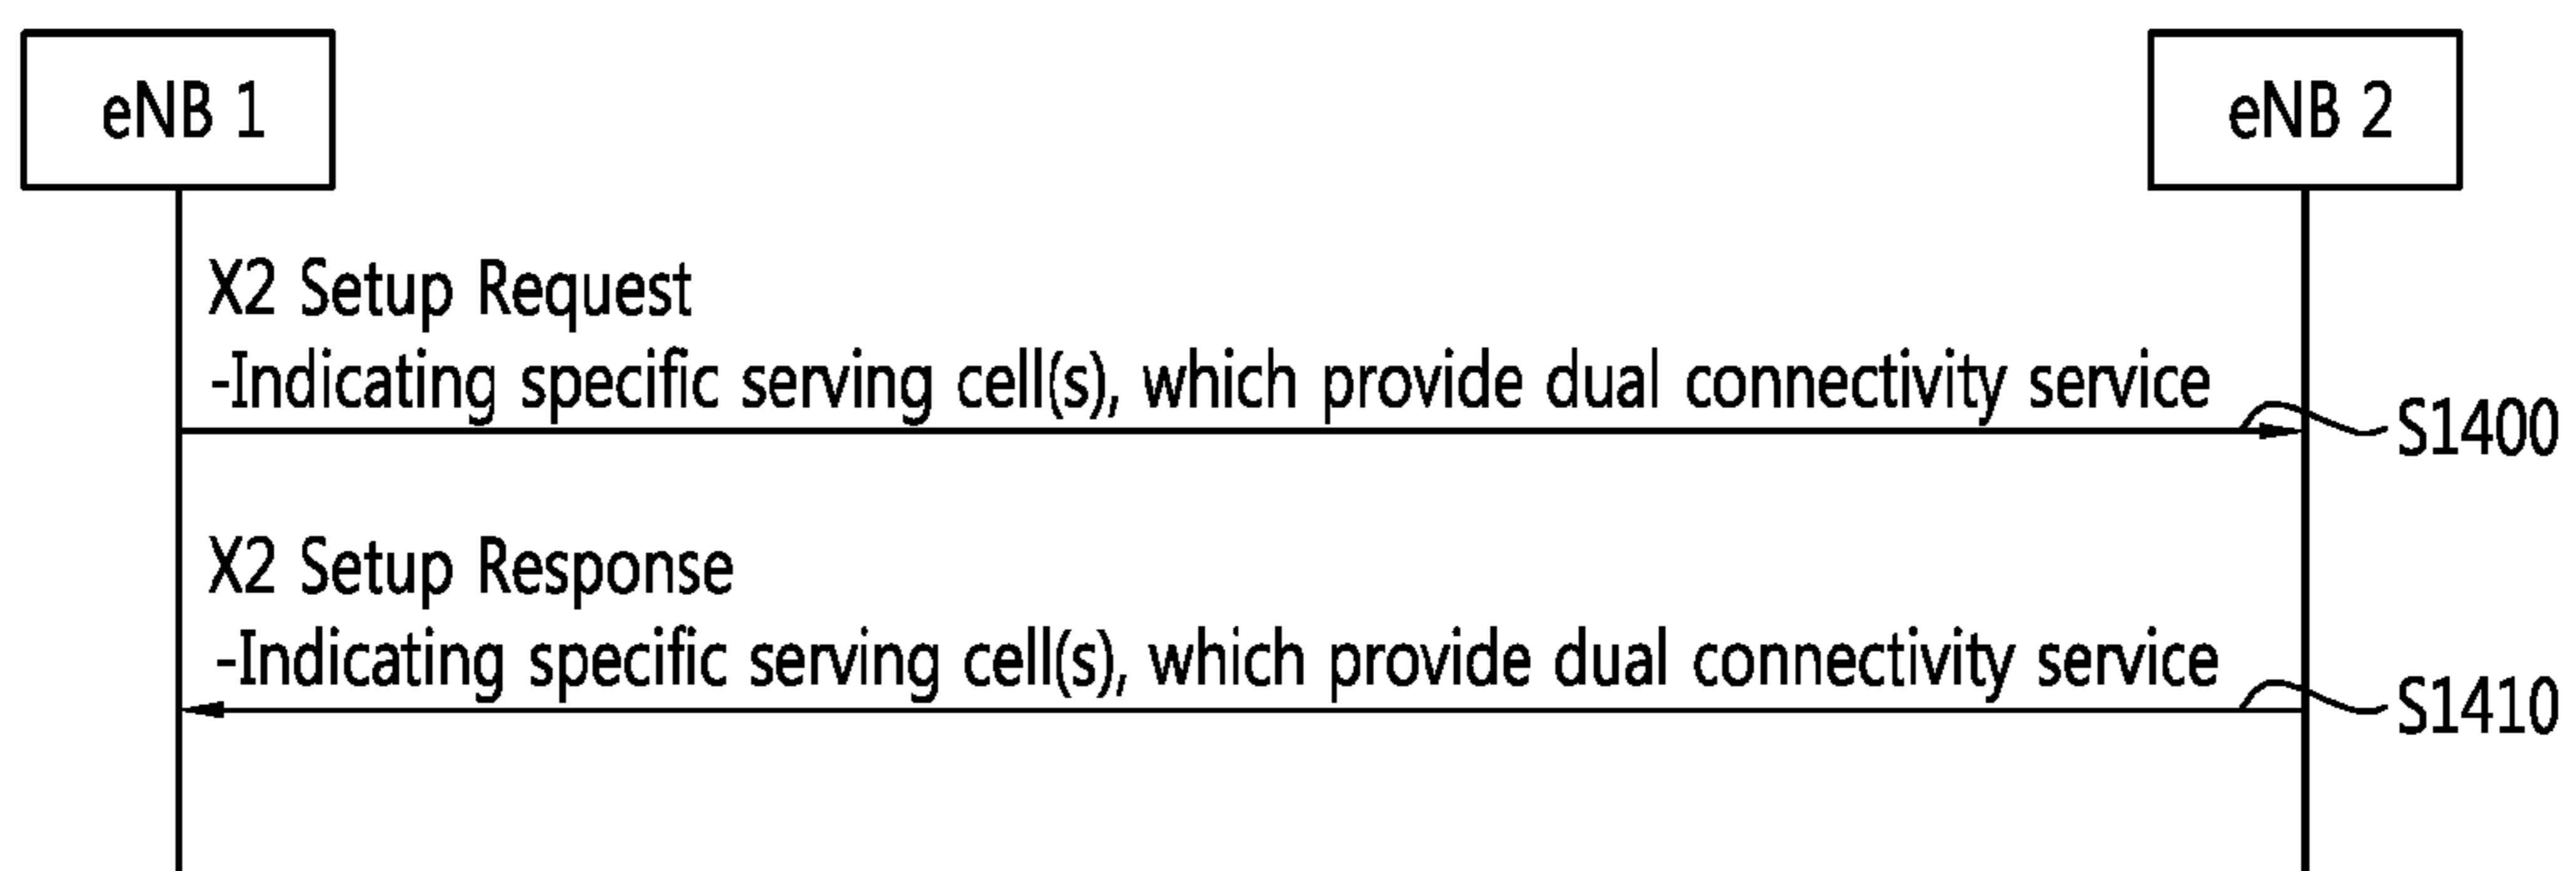 eNB 1
eNB 2
X2 Setup Request
-Indicating specific serving cell(s), which provide dual connectivity service
S1400
X2 Setup Response
-Indicating specific serving cell(s), which provide dual connectivity service
S1410